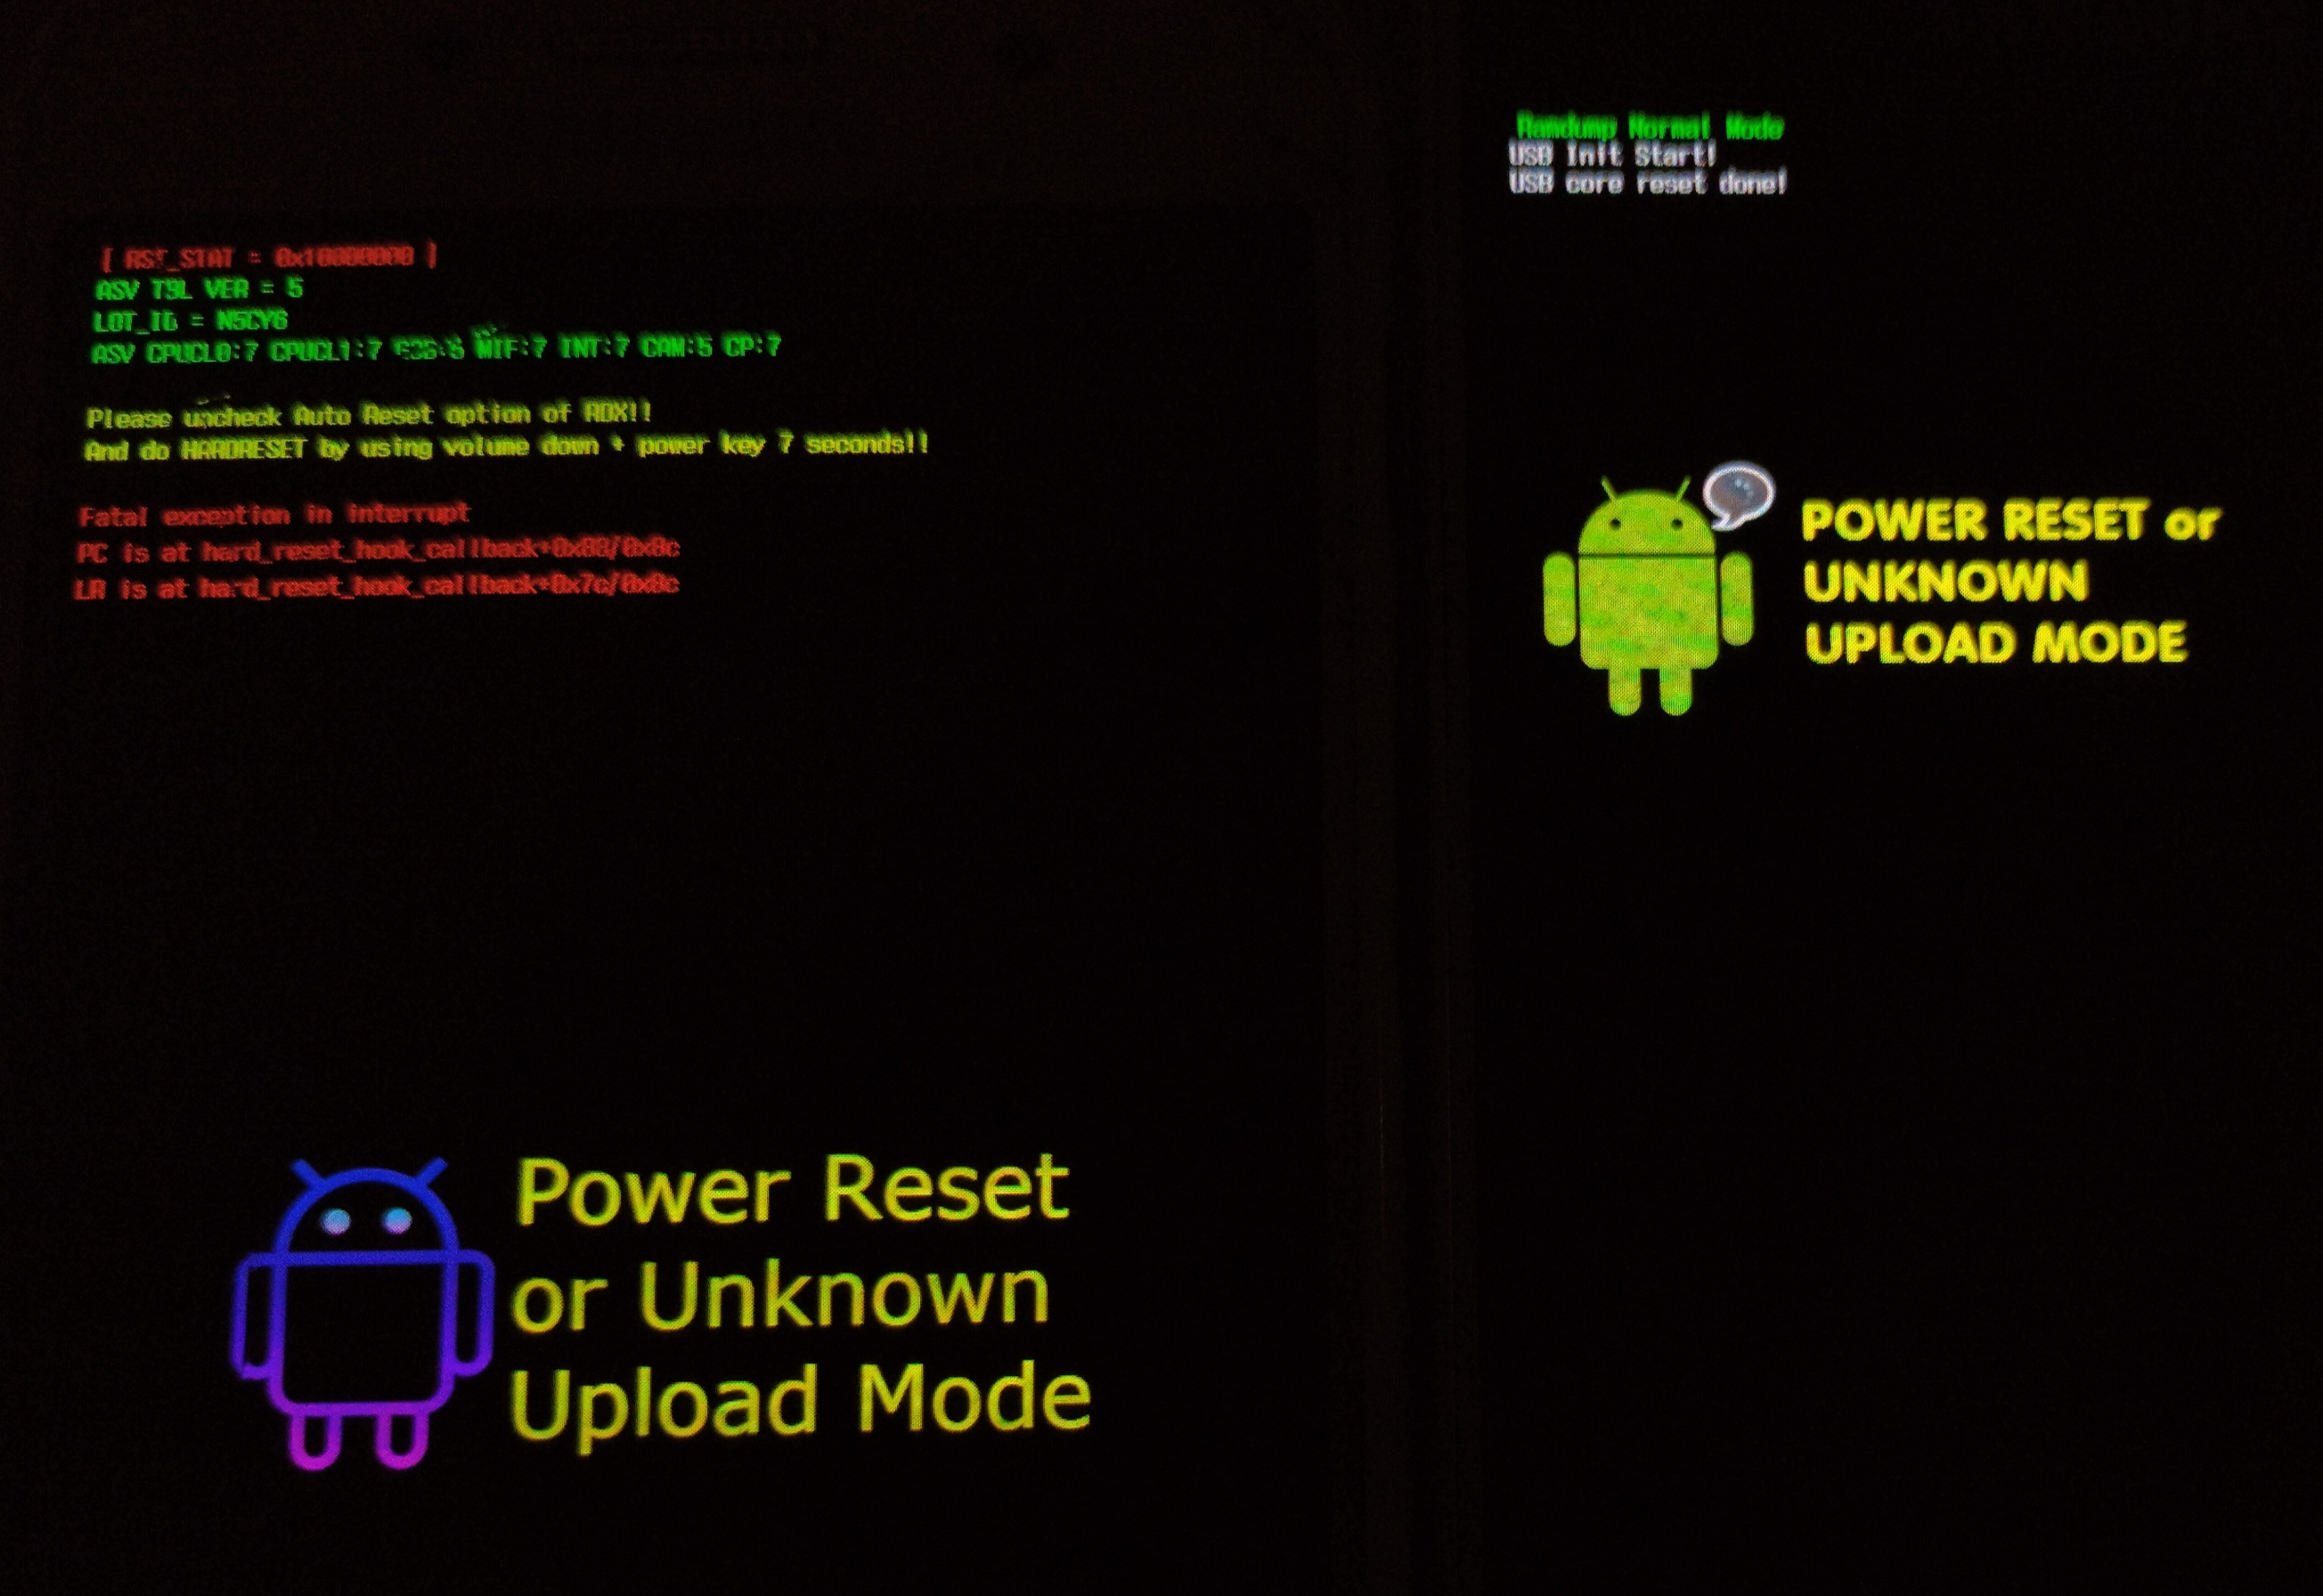 [ RST_STAT = 0x10000000 ]
ASV TBL VER = 5
LOT_ID = N5CY6
ASV CPUCL0:7 CPUCL1:7 G3D:5 MIF:7 INT:7 CAM:5 CP:7
Please uncheck Auto Reset option of RDX!!
And do HARDRESET by using volume down + power key 7 seconds!!
Fatal exception in interrupt
PC is at hard_reset_hook_callback+0x88/0x8c
LR is at hard_reset_hook_callback+0x7c/0x8c
Power Reset
or Unknown
Upload Mode
Ramdump Normal Mode
USB Init Start!
USB core reset done!
POWER RESET or
UNKNOWN
UPLOAD MODE